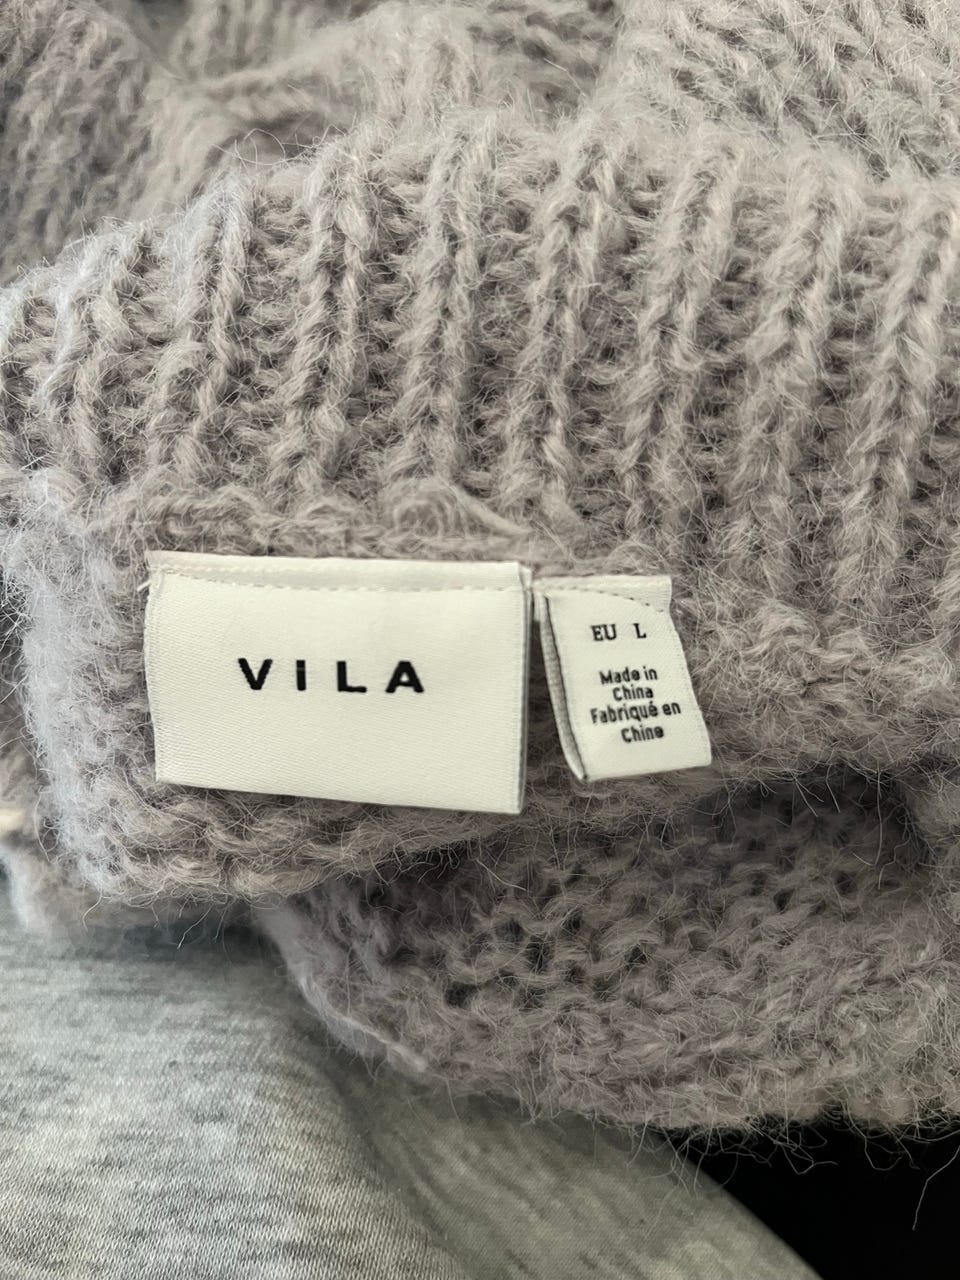 VILA
EU L
Made in
China
Fabriqué en
Chine